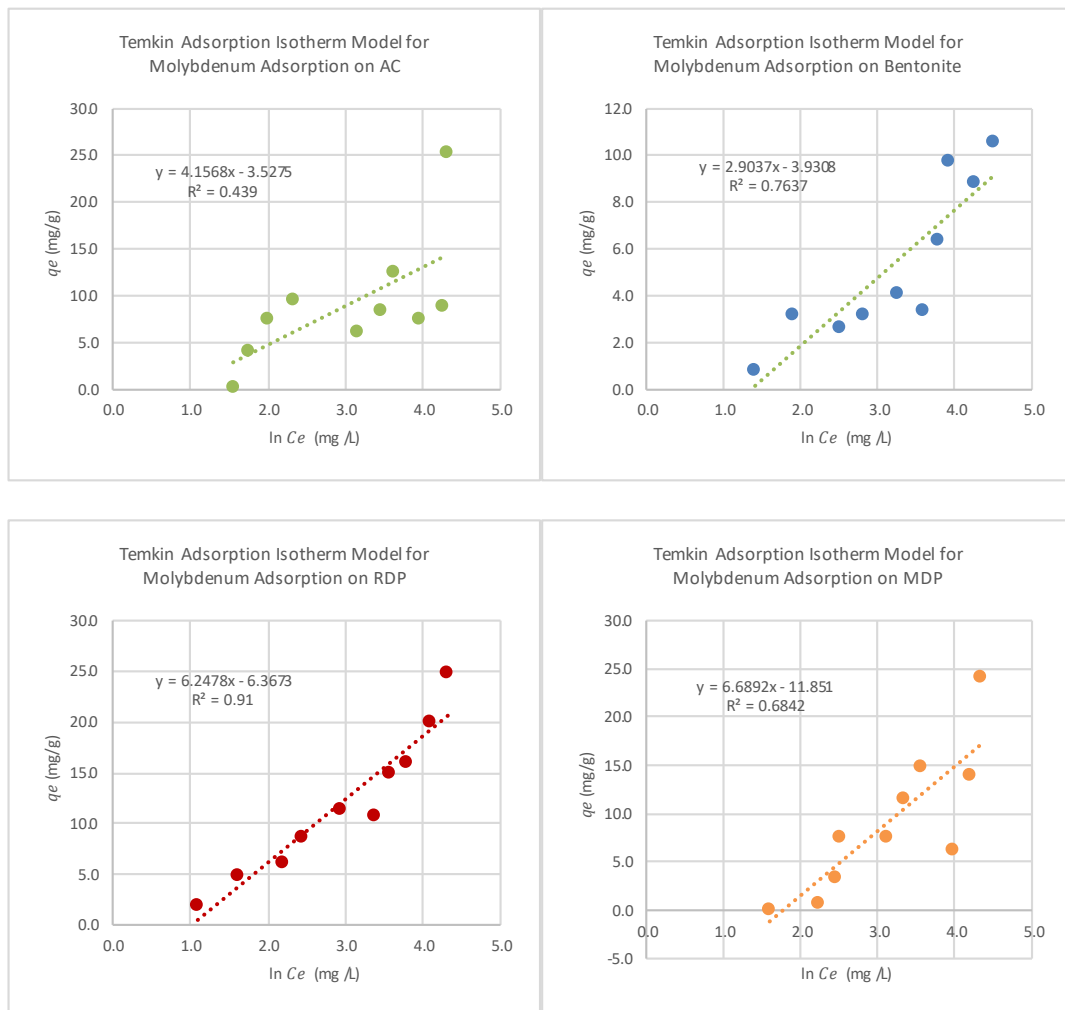 Temkin Adsorption Isotherm Model for
Molybdenum Adsorption on AC
30.0
25.0
20.0
15.0
10.0
5.0
0.0
qe (mg/g)
y = 4.1568x - 3.5275
R² = 0.439
0.0 1.0 2.0 3.0 4.0 5.0
ln Ce (mg /L)
Temkin Adsorption Isotherm Model for
Molybdenum Adsorption on Bentonite
12.0
10.0
8.0
6.0
4.0
2.0
0.0
qe (mg/g)
y = 2.9037x - 3.9308
R² = 0.7637
0.0 1.0 2.0 3.0 4.0 5.0
ln Ce (mg /L)
Temkin Adsorption Isotherm Model for
Molybdenum Adsorption on RDP
30.0
25.0
20.0
15.0
10.0
5.0
0.0
qe (mg/g)
y = 6.2478x - 6.3673
R² = 0.91
0.0 1.0 2.0 3.0 4.0 5.0
ln Ce (mg /L)
Temkin Adsorption Isotherm Model for
Molybdenum Adsorption on MDP
30.0
25.0
20.0
15.0
10.0
5.0
0.0
-5.0
qe (mg/g)
y = 6.6892x - 11.851
R² = 0.6842
0.0 1.0 2.0 3.0 4.0 5.0
ln Ce (mg /L)